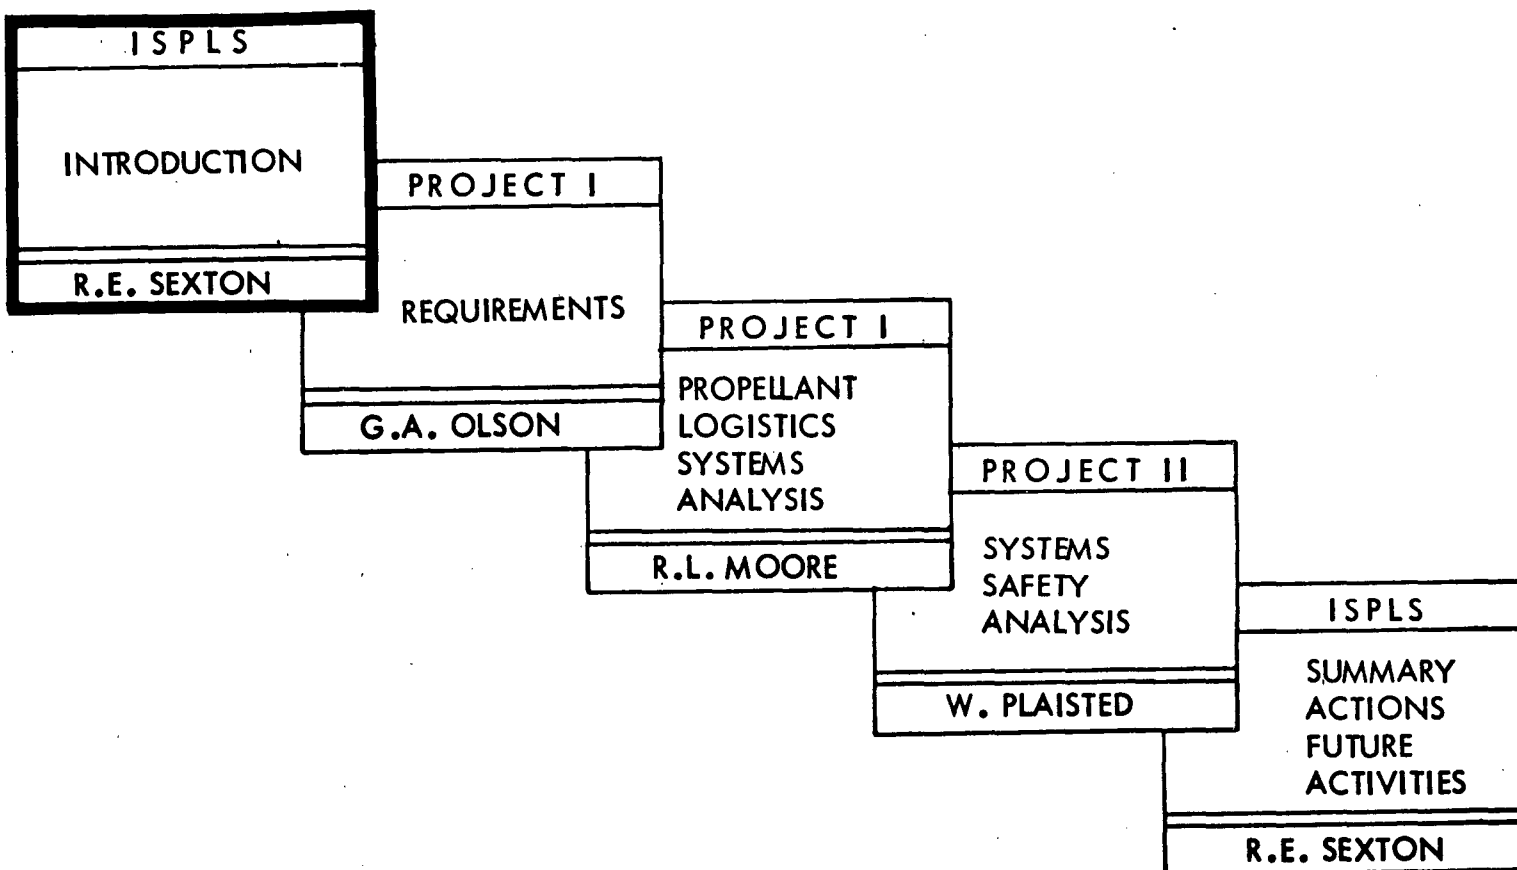 ISPLS
INTRODUCTION
R.E. SEXTON
PROJECT I
REQUIREMENTS
G.A. OLSON
PROJECT I
PROPELLANT
LOGISTICS
SYSTEMS
ANALYSIS
R.L. MOORE
PROJECT II
SYSTEMS
SAFETY
ANALYSIS
W. PLAISTED
ISPLS
SUMMARY
ACTIONS
FUTURE
ACTIVITIES
R.E. SEXTON